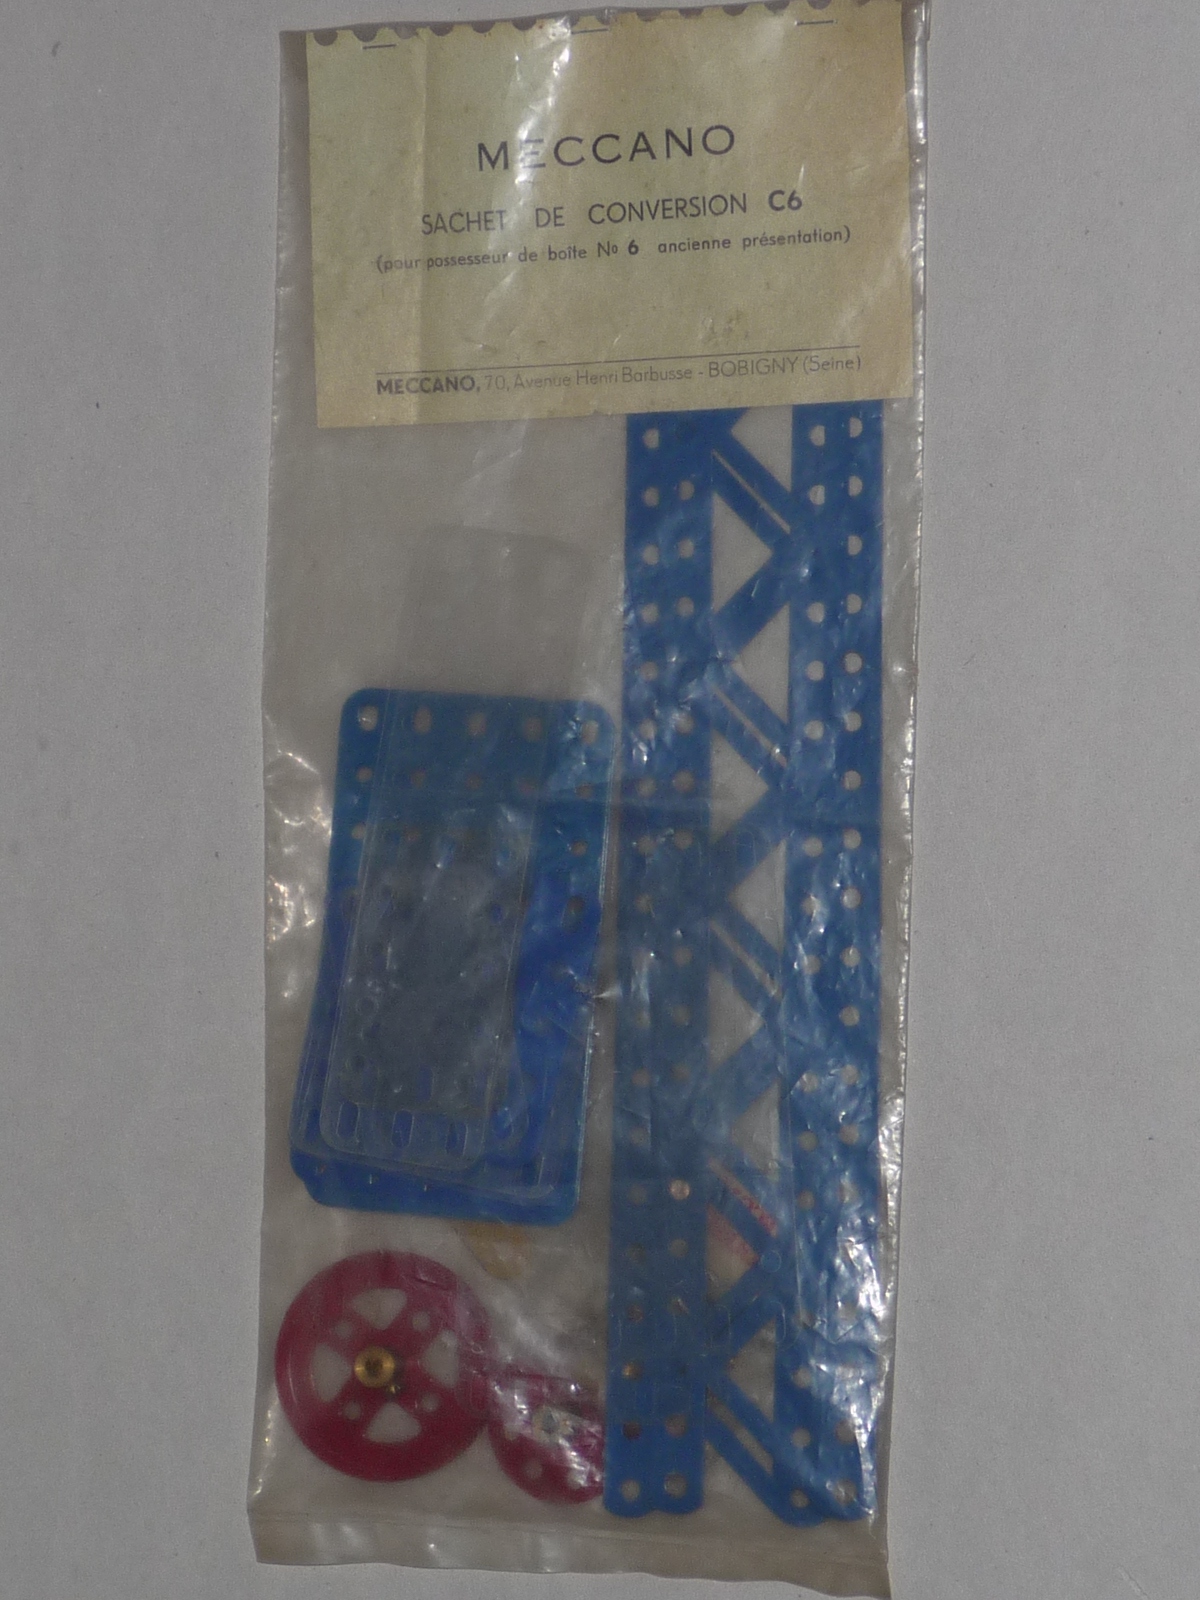 MECCANO
SACHET DE CONVERSION C6
(pour possesseur de boîte No 6 ancienne présentation)
MECCANO, 70, Avenue Henri Barbusse - BOBIGNY (Seine)